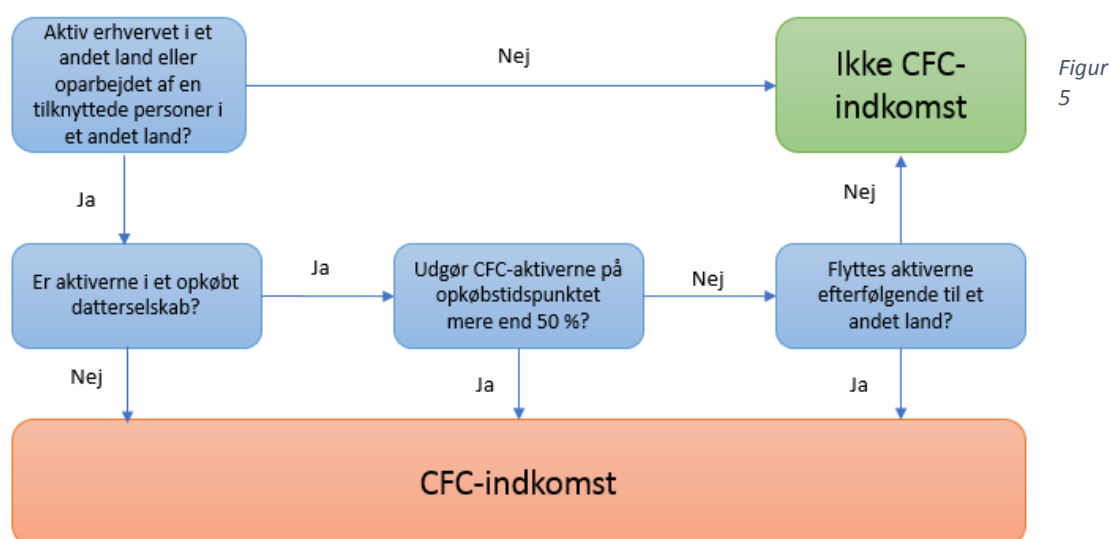 Aktiv erhvervet i et
andet land eller
oparbejdet af en
tilknyttede personer i
et andet land?
Nej
Ikke CFC-
indkomst
Figur
5
Ja
Nej
Er aktiverne i et opkøbt
datterselskab?
Ja
Udgør CFC-aktiverne på
opkøbstidspunktet
mere end 50 %?
Nej
Flyttes aktiverne
efterfølgende til et
andet land?
Nej
Ja
Ja
CFC-indkomst